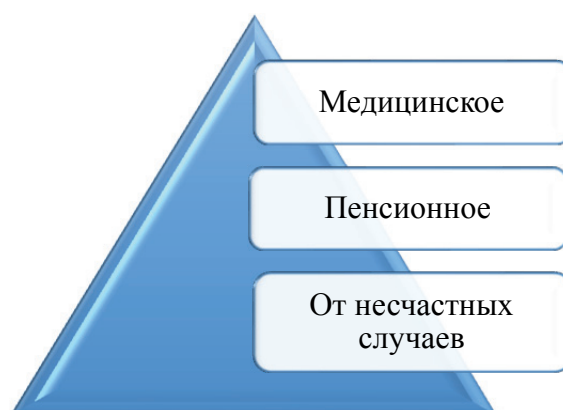 Медицинское
Пенсионное
От несчастных
случаев